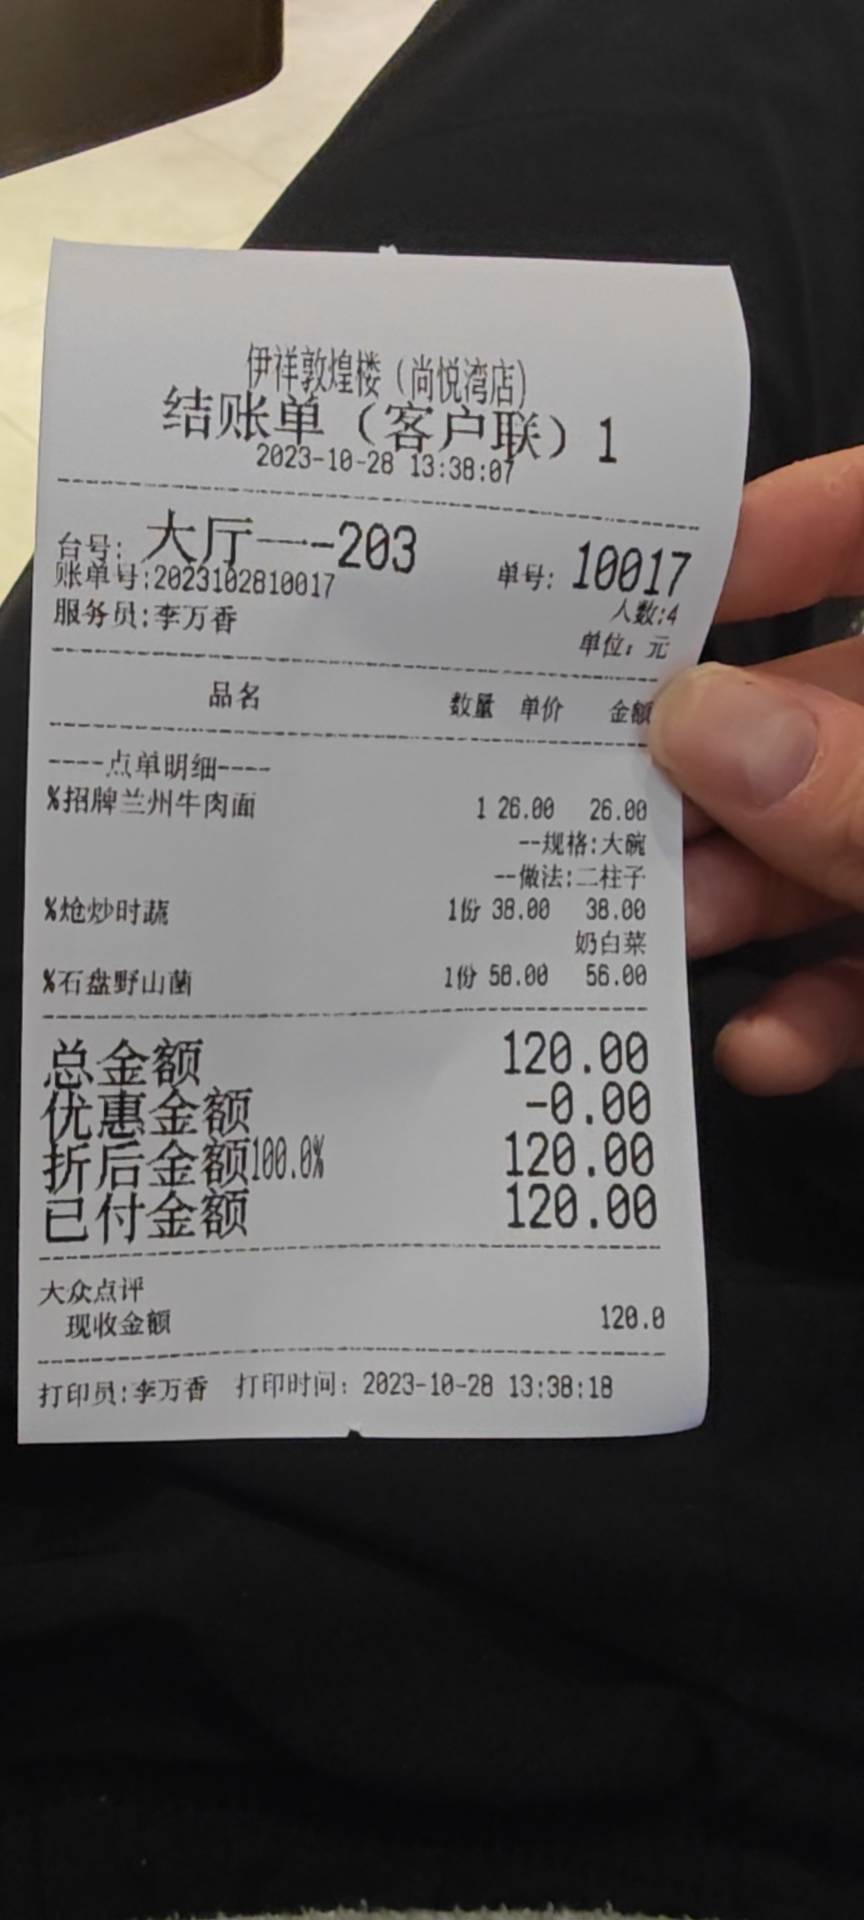 伊祥敦煌楼（尚悦湾店）
结账单（客户联）1
2023-10-28 13:38:07
台号: 大厅一--203 单号: 10017
账单号:2023102810017 人数:4
服务员:李万香 单位: 元
品名 数量 单价 金额
----点单明细----
%招牌兰州牛肉面 1 26.00 26.00
--规格:大碗
--做法:二柱子
%炝炒时蔬 1份 38.00 38.00
奶白菜
%石盘野山菌 1份 56.00 56.00
总金额 120.00
优惠金额 -0.00
折后金额100.0% 120.00
已付金额 120.00
大众点评
现收金额 120.0
打印员:李万香 打印时间: 2023-10-28 13:38:18